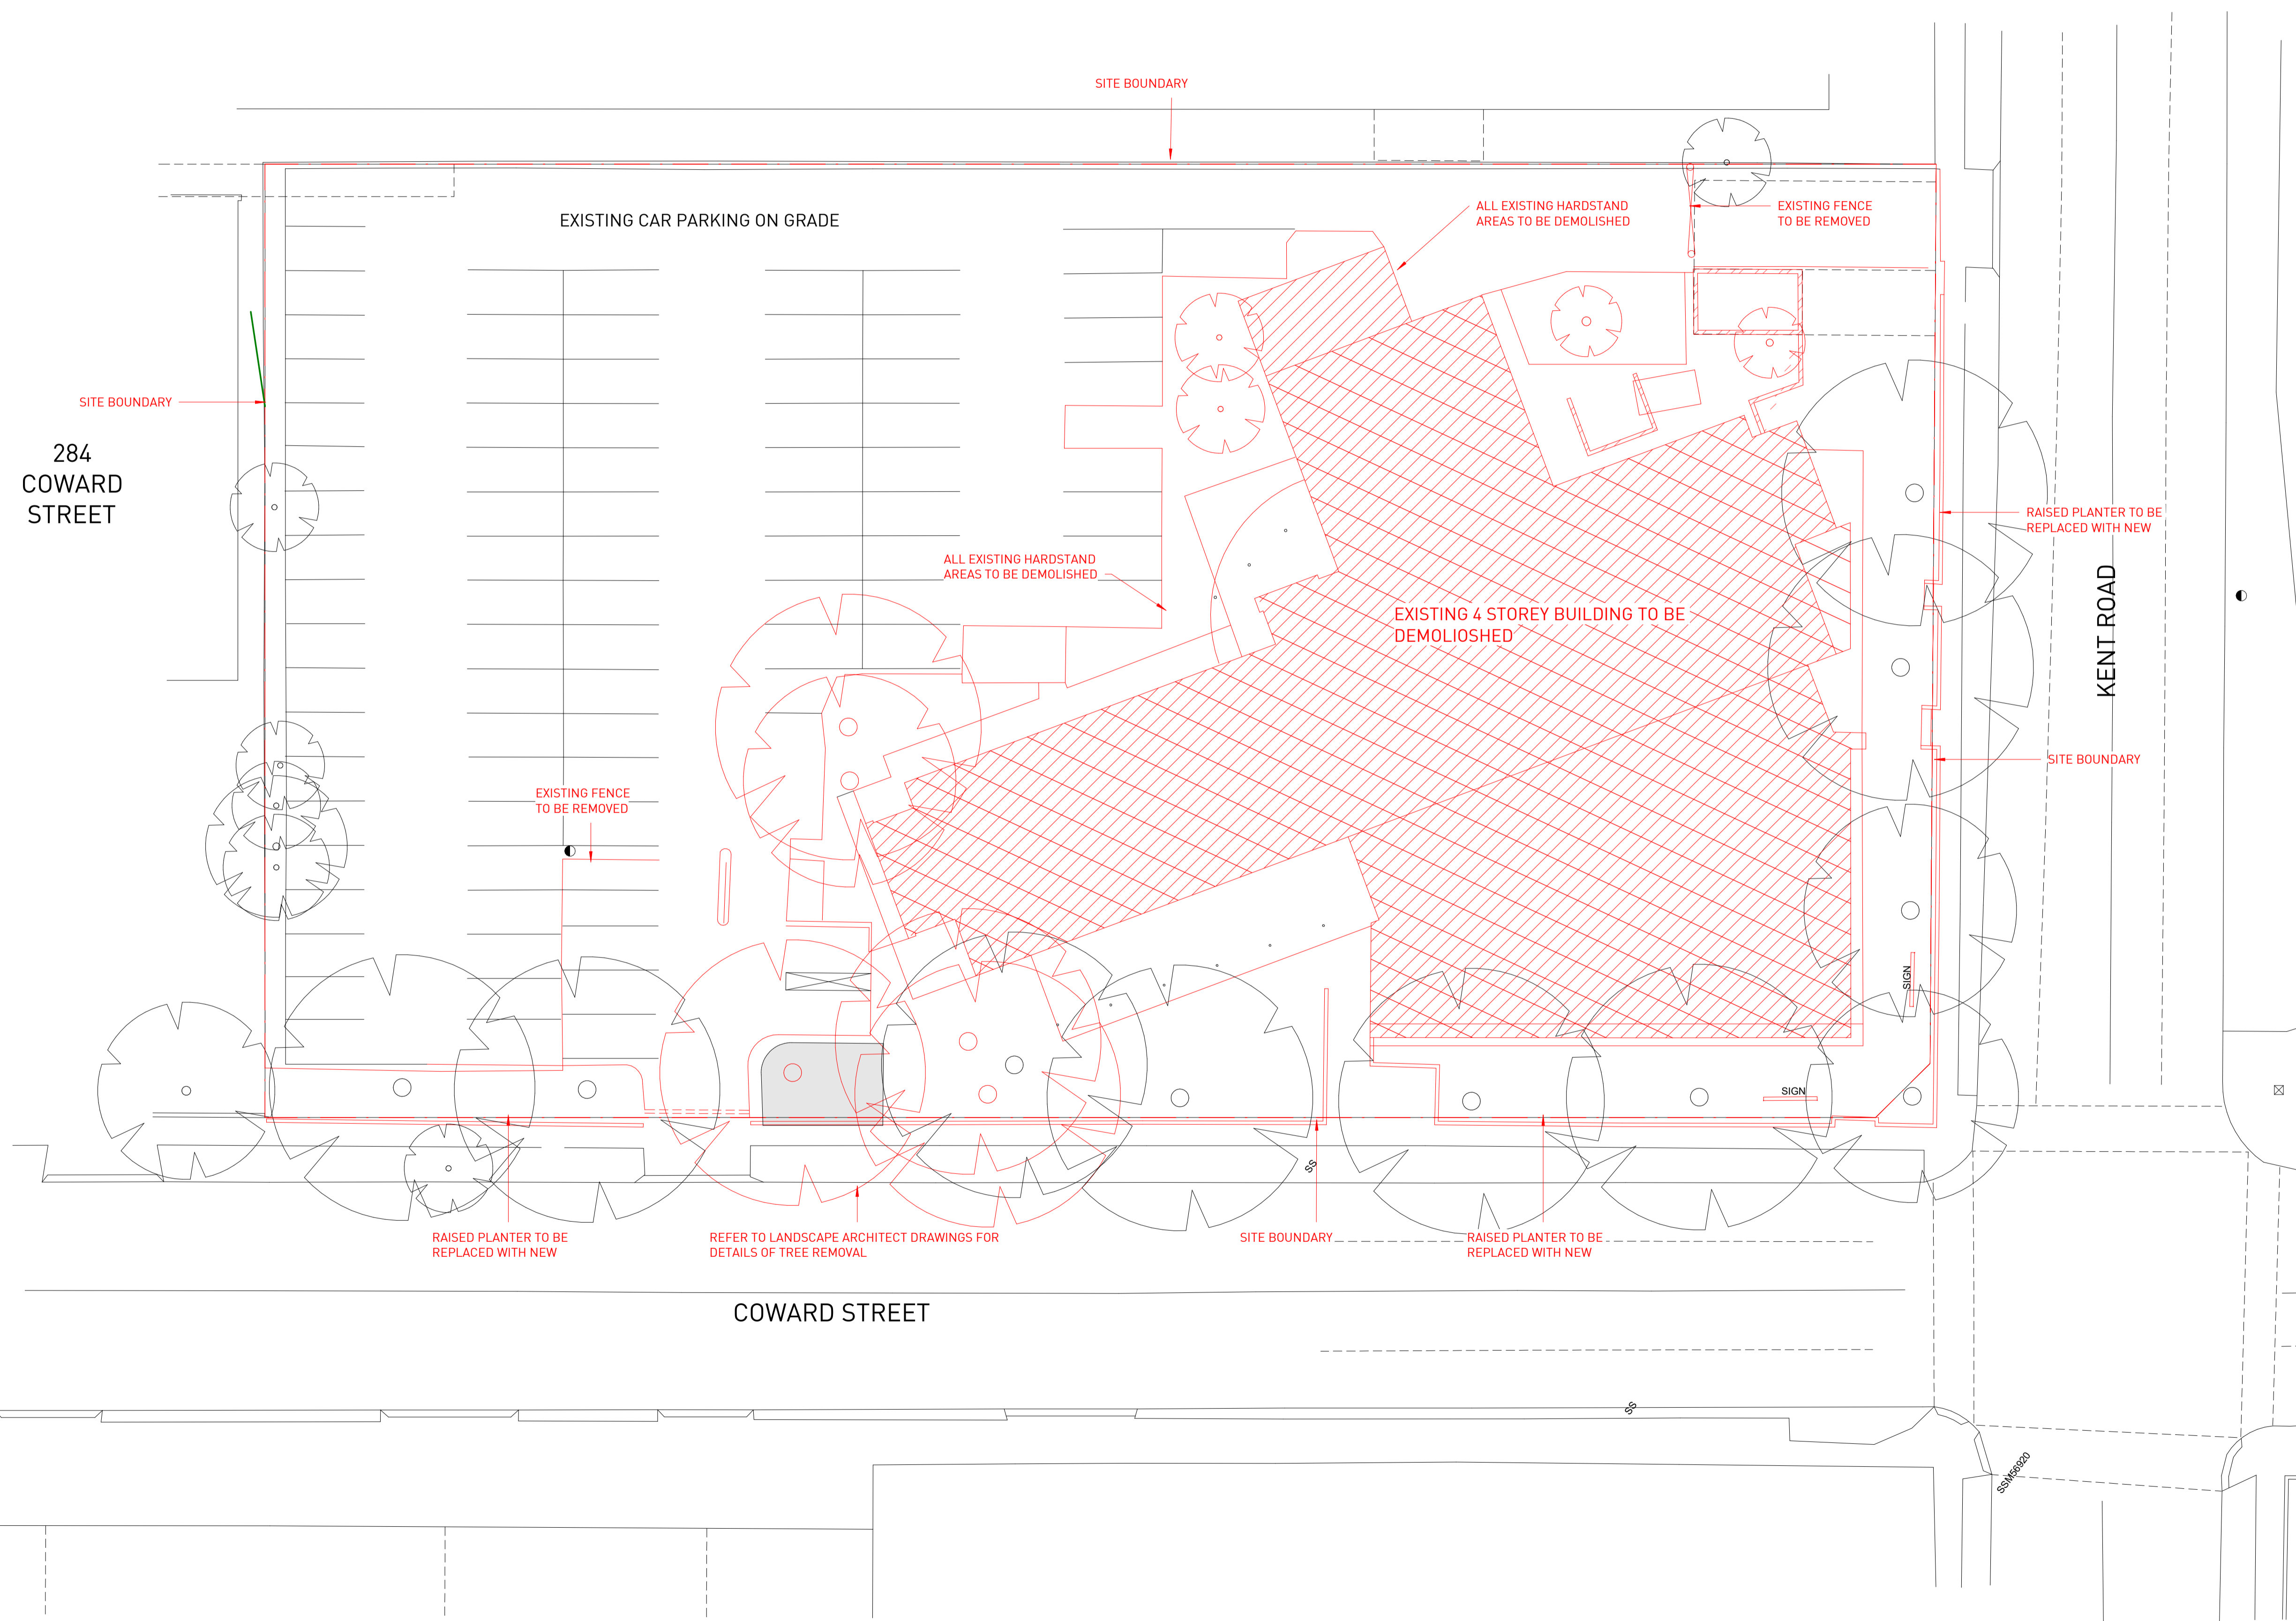 SITE BOUNDARY
EXISTING CAR PARKING ON GRADE
ALL EXISTING HARDSTAND
AREAS TO BE DEMOLISHED
EXISTING FENCE
TO BE REMOVED
SITE BOUNDARY
284
COWARD
STREET
RAISED PLANTER TO BE
REPLACED WITH NEW
ALL EXISTING HARDSTAND
AREAS TO BE DEMOLISHED
EXISTING 4 STOREY BUILDING TO BE
DEMOLIOSHED
KENT ROAD
SITE BOUNDARY
EXISTING FENCE
TO BE REMOVED
SIGN
SIGN
SS
RAISED PLANTER TO BE
REPLACED WITH NEW
REFER TO LANDSCAPE ARCHITECT DRAWINGS FOR
DETAILS OF TREE REMOVAL
SITE BOUNDARY
RAISED PLANTER TO BE
REPLACED WITH NEW
COWARD STREET
SS
SSM56920